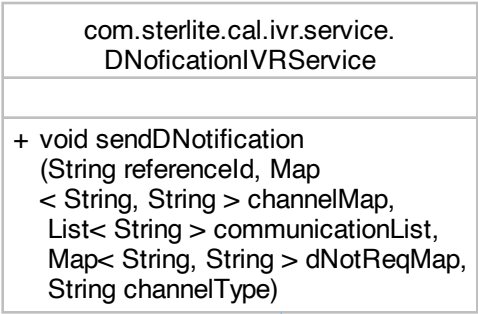 com.sterlite.cal.ivr.service.
DNoficationIVRService
+ void sendDNotification
(String referenceId, Map
< String, String > channelMap,
List< String > communicationList,
Map< String, String > dNotReqMap,
String channelType)